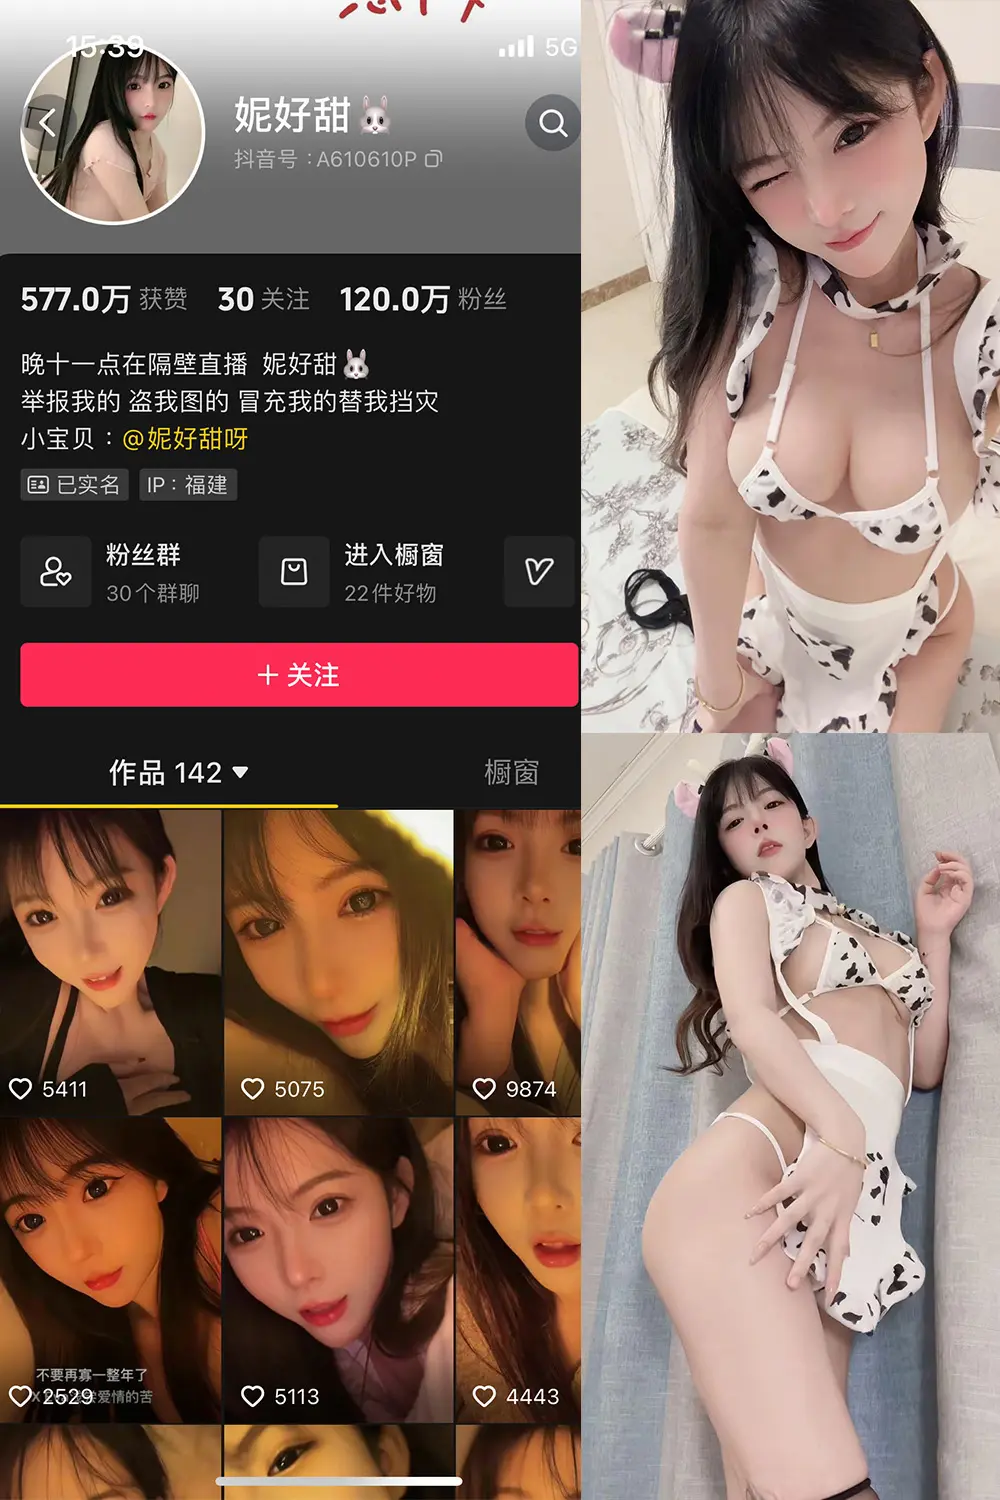 15:39
5G
妮好甜🐰
抖音号：A610610P
577.0万 获赞 30 关注 120.0万 粉丝
晚十一点在隔壁直播 妮好甜🐰
举报我的 盗我图的 冒充我的替我挡灾
小宝贝：@妮好甜呀
已实名 IP：福建
粉丝群
30个群聊
进入橱窗
22件好物
+ 关注
作品 142 ▼
橱窗
5411
5075
9874
不要再寡一整年了
爱情的苦
2529
5113
4443